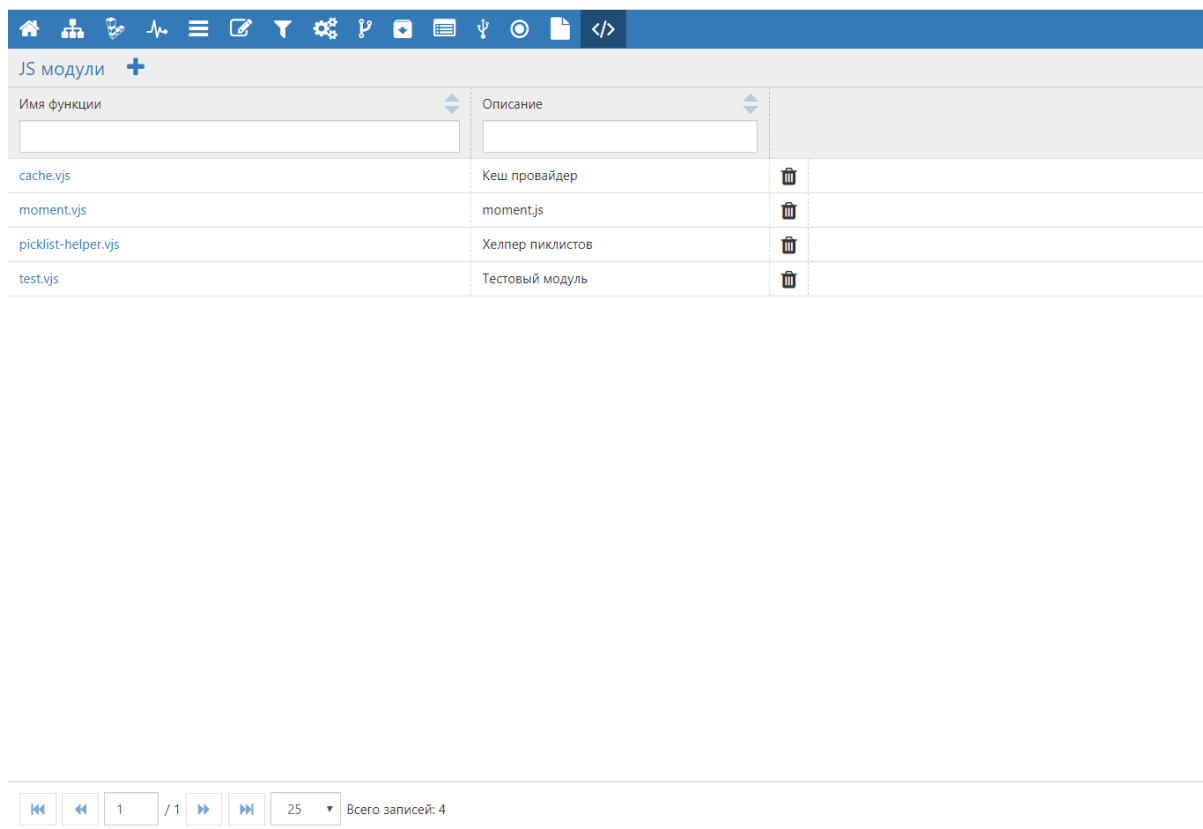 </>
JS модули
Имя функции Описание
cache.vjs Кеш провайдер
moment.vjs moment.js
picklist-helper.vjs Хелпер пиклистов
test.vjs Тестовый модуль
1 / 1 25 Всего записей: 4